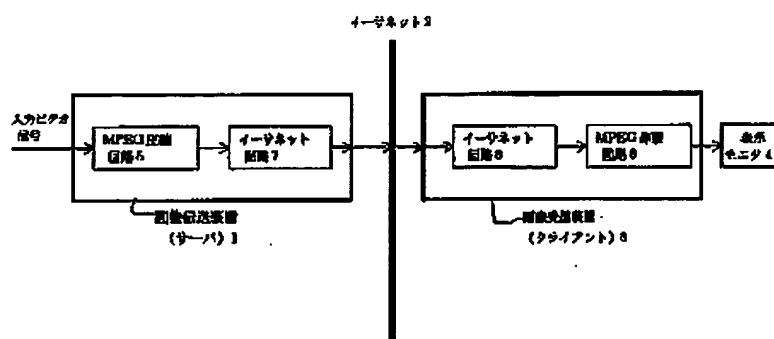 イーサネット2
入力ビデオ
信号
MPEG圧縮
回路
イーサネット
回路7
イーサネット
回路8
MPEG伸張
回路9
表示
モニタ4
画像伝送装置
(サーバ)1
画像受信装置
(クライアント)3